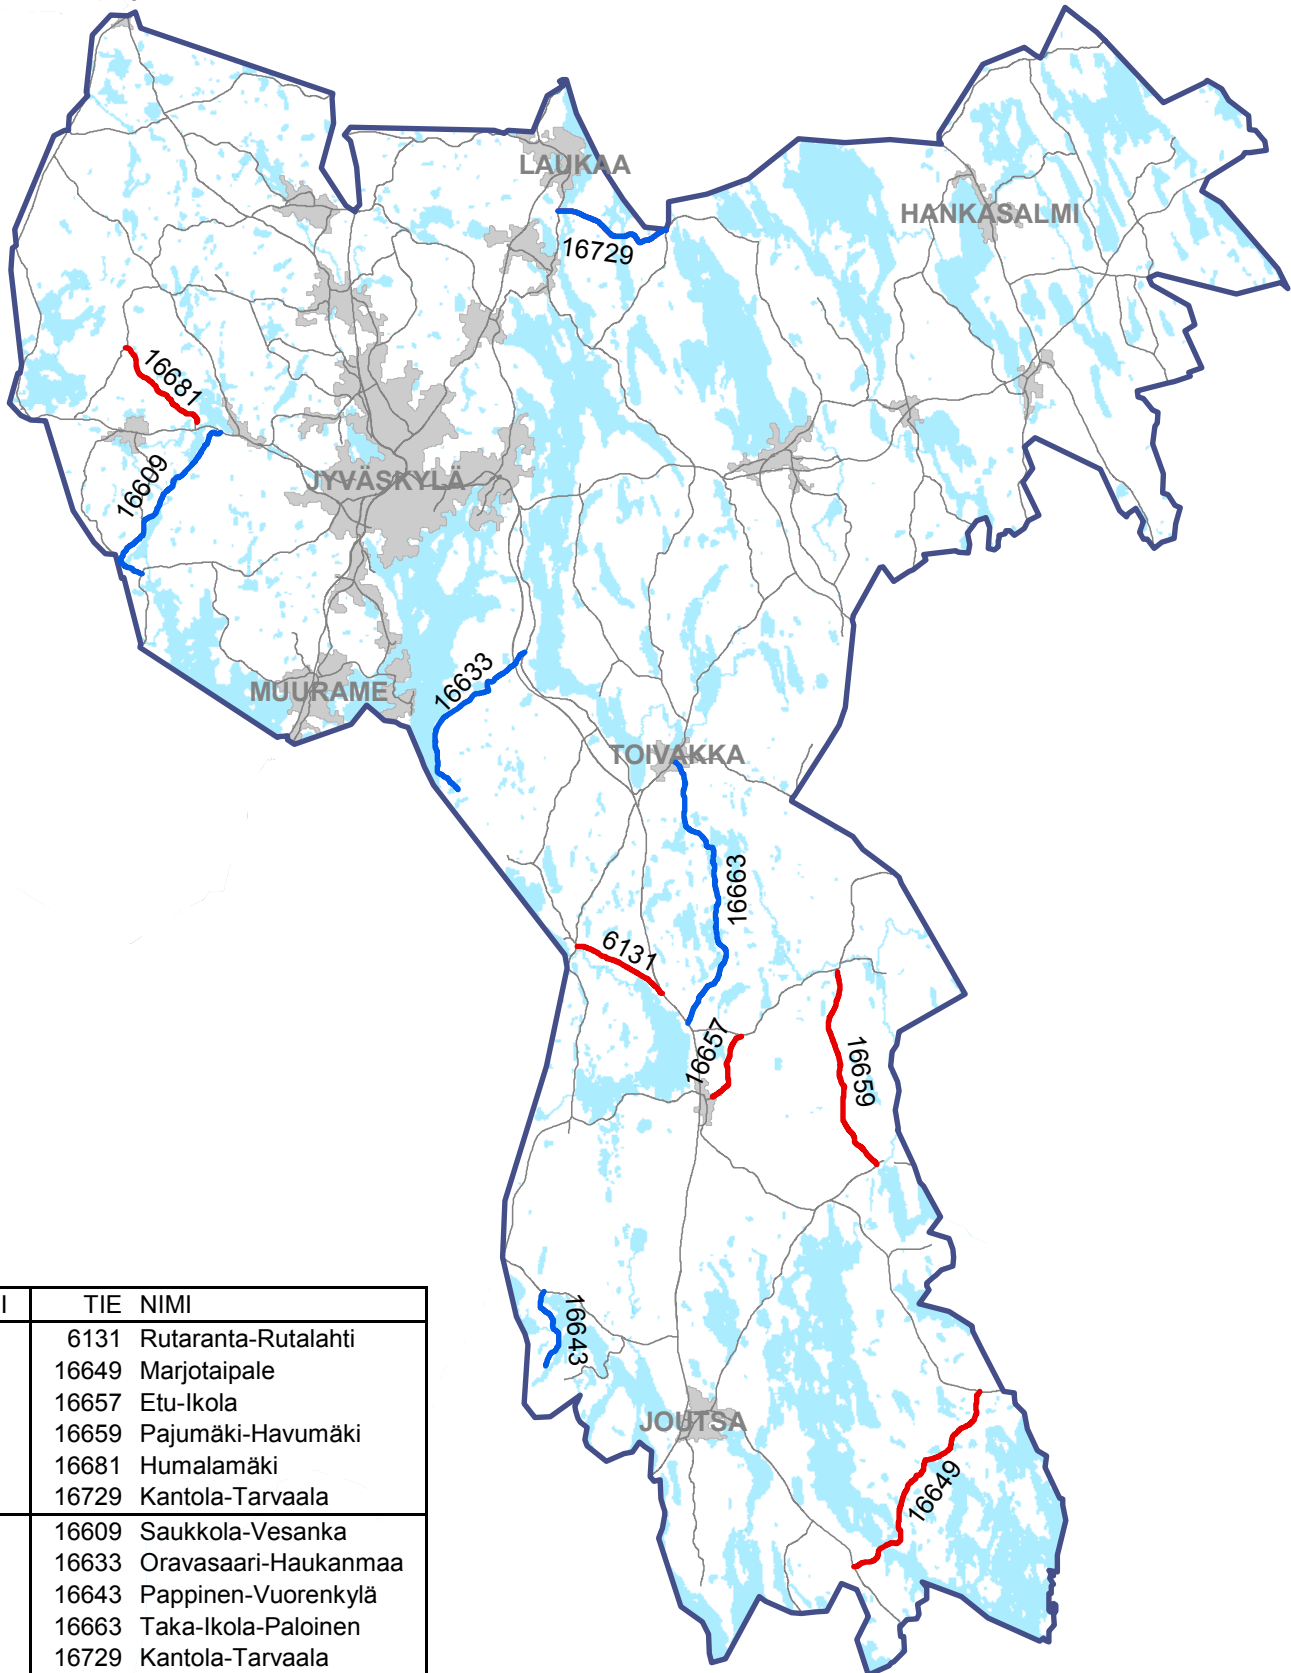 LAUKAA
HANKASALMI
16729
16681
16609
JYVÄSKYLÄ
16633
MUURAME
TOIVAKKA
16663
6131
16657
16659
16643
JOUTSA
16649
I TIE NIMI
6131 Rutaranta-Rutalahti
16649 Marjotaipale
16657 Etu-Ikola
16659 Pajumäki-Havumäki
16681 Humalamäki
16729 Kantola-Tarvaala
16609 Saukkola-Vesanka
16633 Oravasaari-Haukanmaa
16643 Pappinen-Vuorenkylä
16663 Taka-Ikola-Paloinen
16729 Kantola-Tarvaala